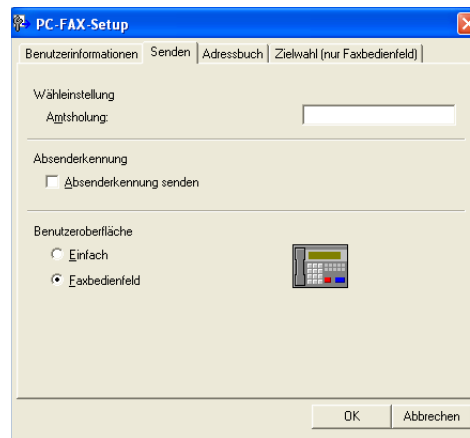 PC-FAX-Setup
Benutzerinformationen Senden Adressbuch Zielwahl (nur Faxbedienfeld)
Wähleinstellung
Amtsholung:
Absenderkennung
Absenderkennung senden
Benutzeroberfläche
Einfach
Faxbedienfeld
OK Abbrechen